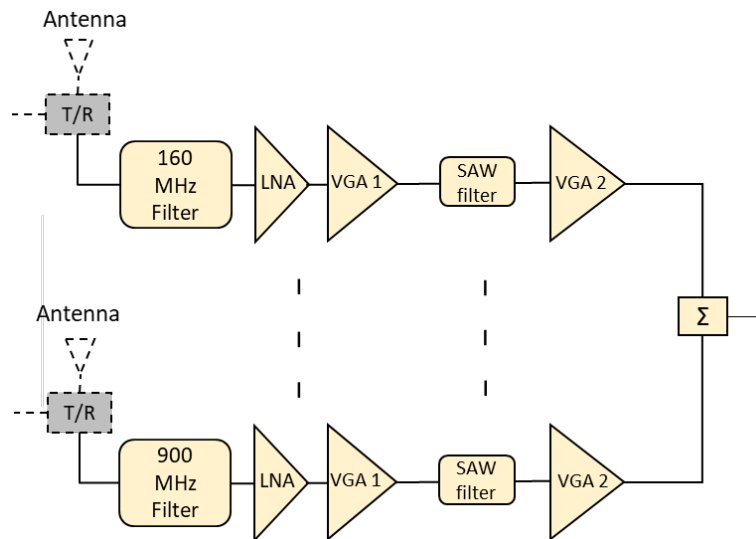 Antenna
T/R
160
MHz
Filter
LNA
VGA 1
SAW
filter
VGA 2
Σ
Antenna
T/R
900
MHz
Filter
LNA
VGA 1
SAW
filter
VGA 2